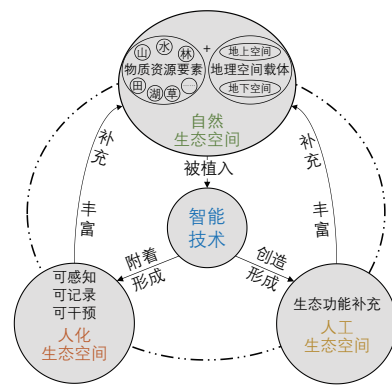 山 水 林
+
地上空间
物质资源要素
地理空间载体
田 湖 草 ……
地下空间
自然
生态空间
被植入
补充
丰富
补充
丰富
智能
技术
附着
形成
创造
形成
可感知
可记录
可干预
人化
生态空间
生态功能补充
人工
生态空间